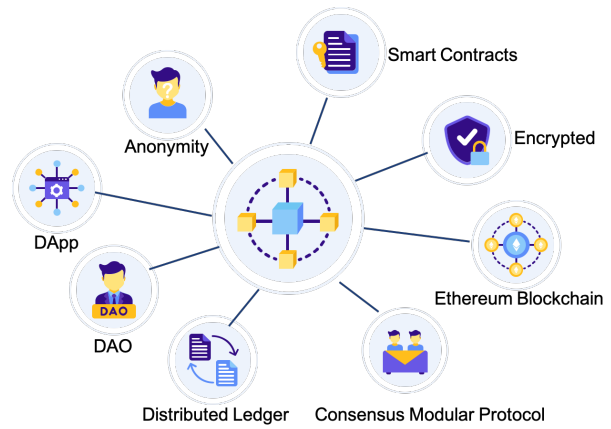 Smart Contracts
Anonymity
Encrypted
?
DApp
Ethereum Blockchain
DAO
DAO
Distributed Ledger
Consensus Modular Protocol